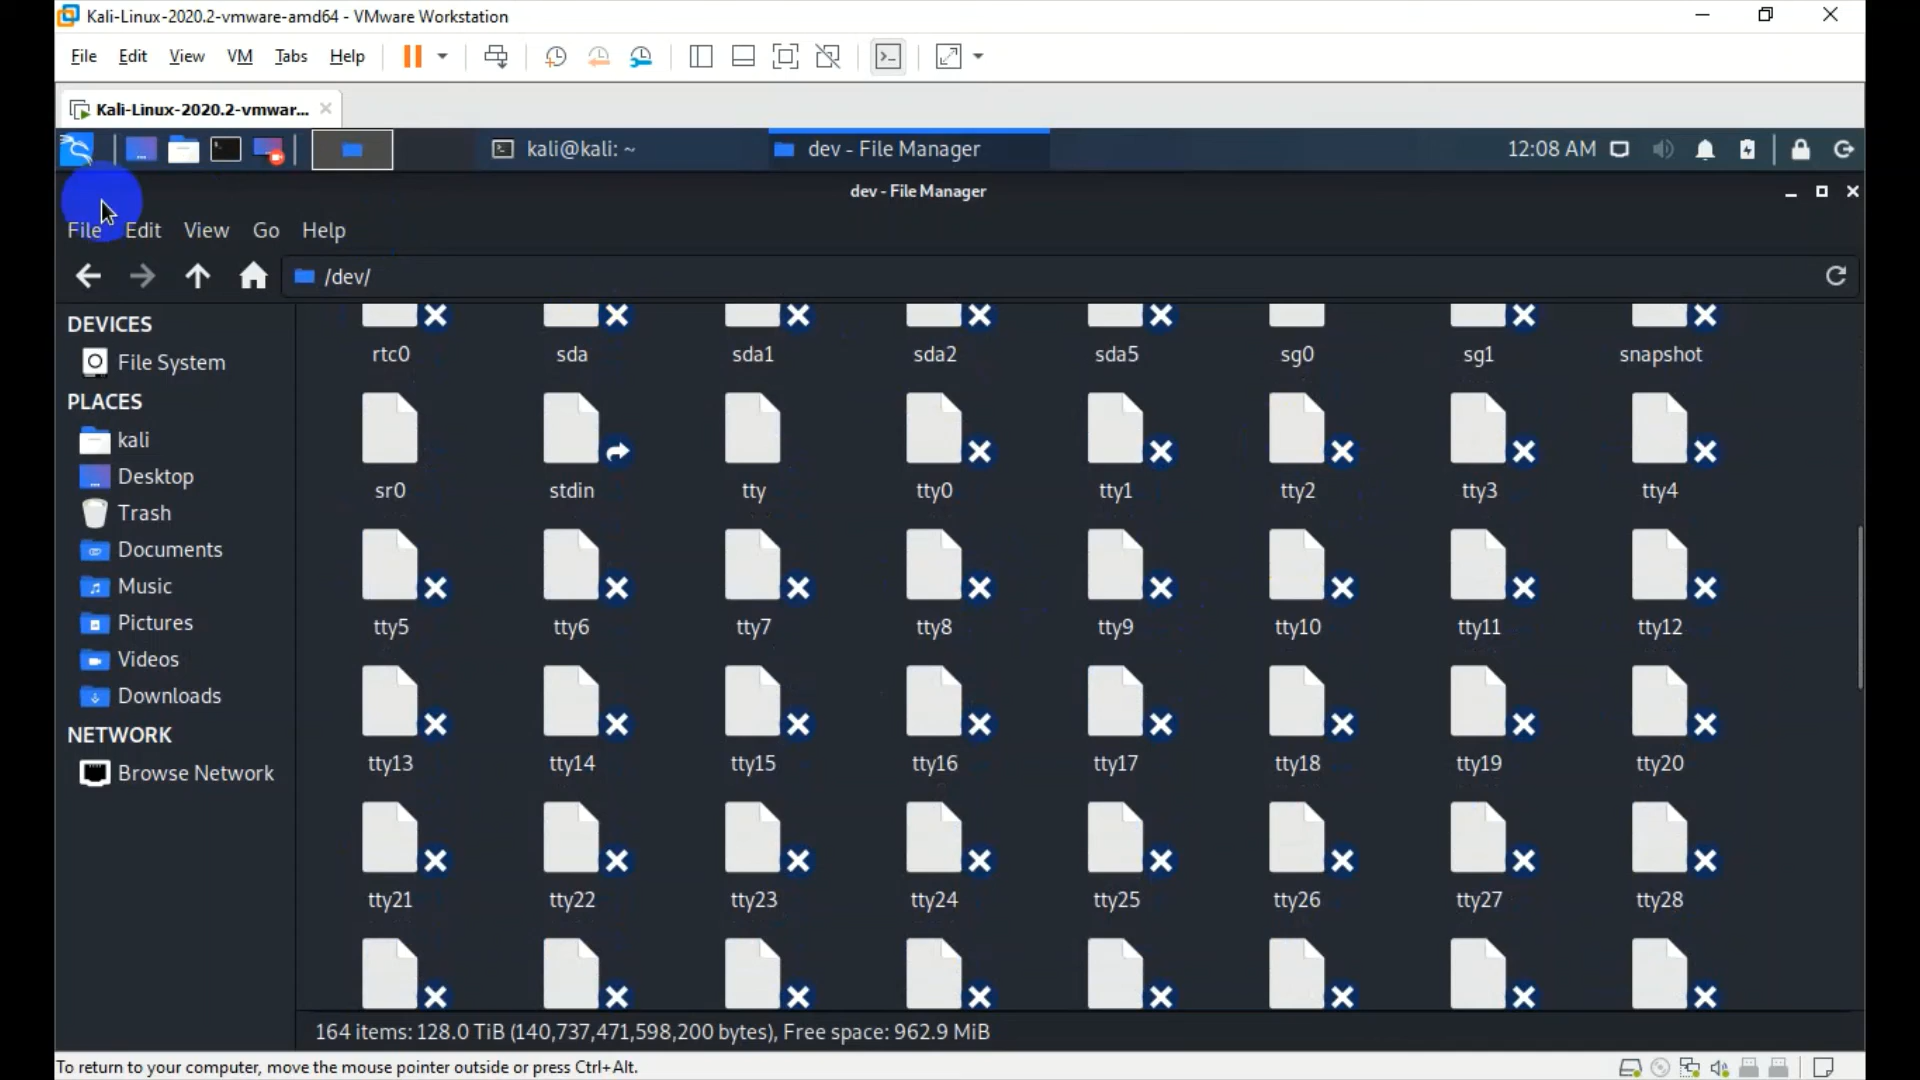 Kali-Linux-2020.2-vmware-amd64 - VMware Workstation
File Edit View VM Tabs Help
Kali-Linux-2020.2-vmwar...
kali@kali: ~ dev - File Manager 12:08 AM
dev - File Manager
File Edit View Go Help
/dev/
DEVICES
File System
PLACES
kali
Desktop
Trash
Documents
Music
Pictures
Videos
Downloads
NETWORK
Browse Network
rtc0 sda sda1 sda2 sda5 sg0 sg1 snapshot
sr0 stdin tty tty0 tty1 tty2 tty3 tty4
tty5 tty6 tty7 tty8 tty9 tty10 tty11 tty12
tty13 tty14 tty15 tty16 tty17 tty18 tty19 tty20
tty21 tty22 tty23 tty24 tty25 tty26 tty27 tty28
164 items: 128.0 TiB (140,737,471,598,200 bytes), Free space: 962.9 MiB
To return to your computer, move the mouse pointer outside or press Ctrl+Alt.